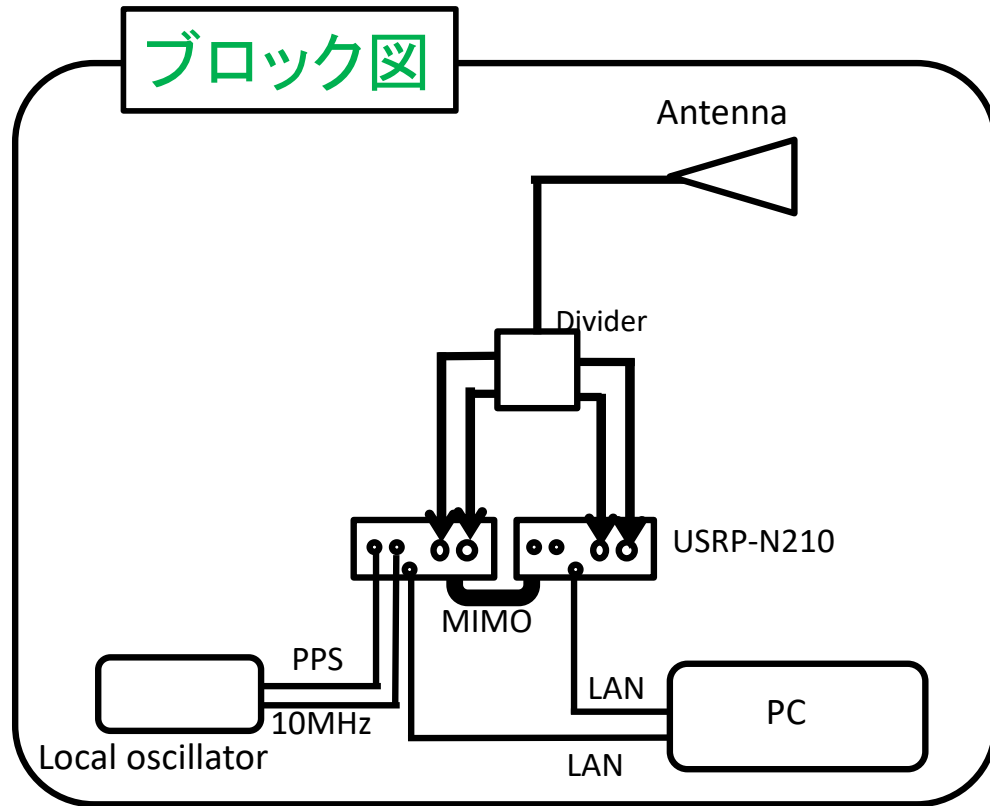 ブロック図
Antenna
Divider
USRP-N210
MIMO
PPS
LAN
PC
10MHz
Local oscillator
LAN